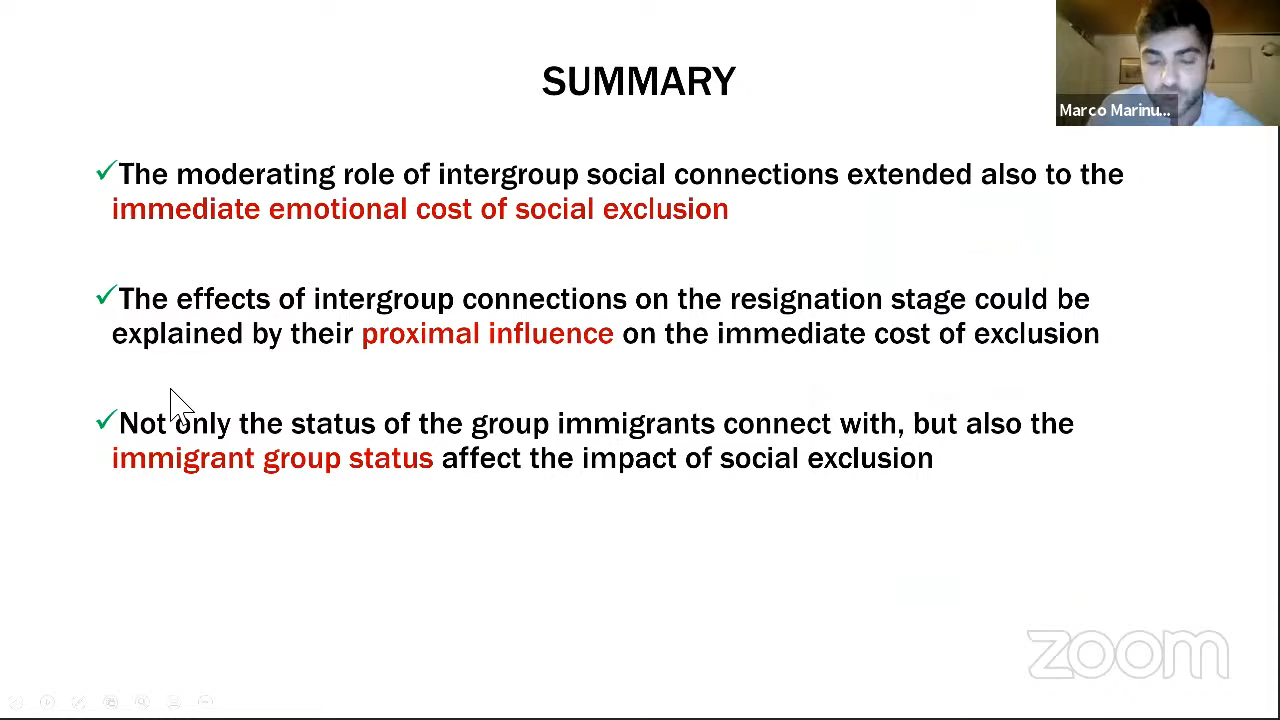 SUMMARY
Marco Marinu...
✓The moderating role of intergroup social connections extended also to the
immediate emotional cost of social exclusion
✓The effects of intergroup connections on the resignation stage could be
explained by their proximal influence on the immediate cost of exclusion
✓Not only the status of the group immigrants connect with, but also the
immigrant group status affect the impact of social exclusion
zoom